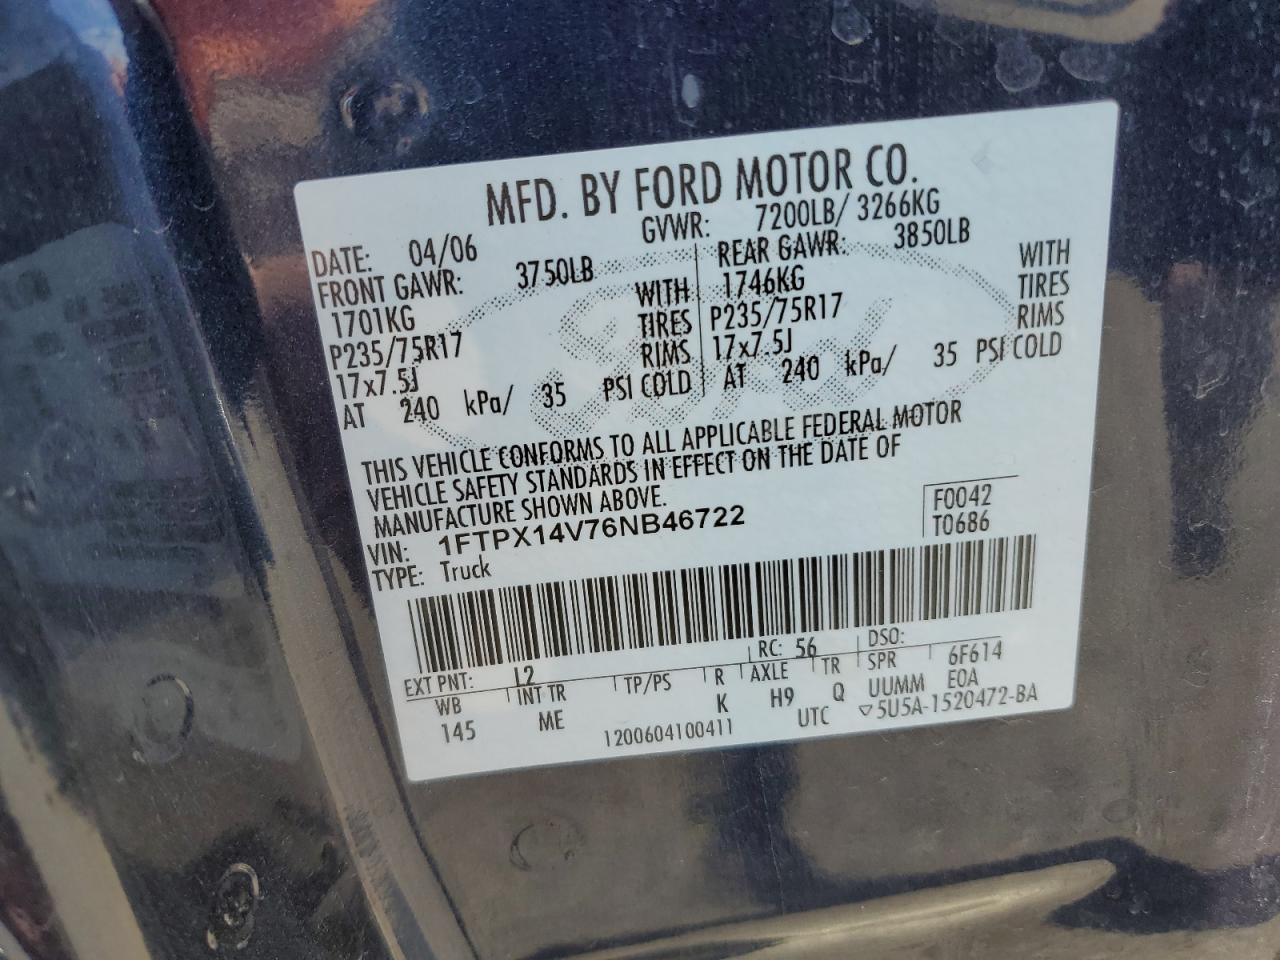 MFD. BY FORD MOTOR CO.
DATE: 04/06 GVWR: 7200LB/ 3266KG
FRONT GAWR: 3750LB REAR GAWR: 3850LB
1701KG WITH 1746KG WITH
P235/75R17 TIRES P235/75R17 TIRES
17x7.5J RIMS 17x7.5J RIMS
AT 240 kPa/ 35 PSI COLD AT 240 kPa/ 35 PSI COLD
THIS VEHICLE CONFORMS TO ALL APPLICABLE FEDERAL MOTOR
VEHICLE SAFETY STANDARDS IN EFFECT ON THE DATE OF
MANUFACTURE SHOWN ABOVE.
VIN: 1FTPX14V76NB46722 F0042
TYPE: Truck T0686
EXT PNT: L2 RC: 56 DSO:
WB INT TR TP/PS R AXLE TR SPR 6F614
145 ME K H9 Q UUMM E0A
1200604100411 UTC ▽5U5A-1520472-BA